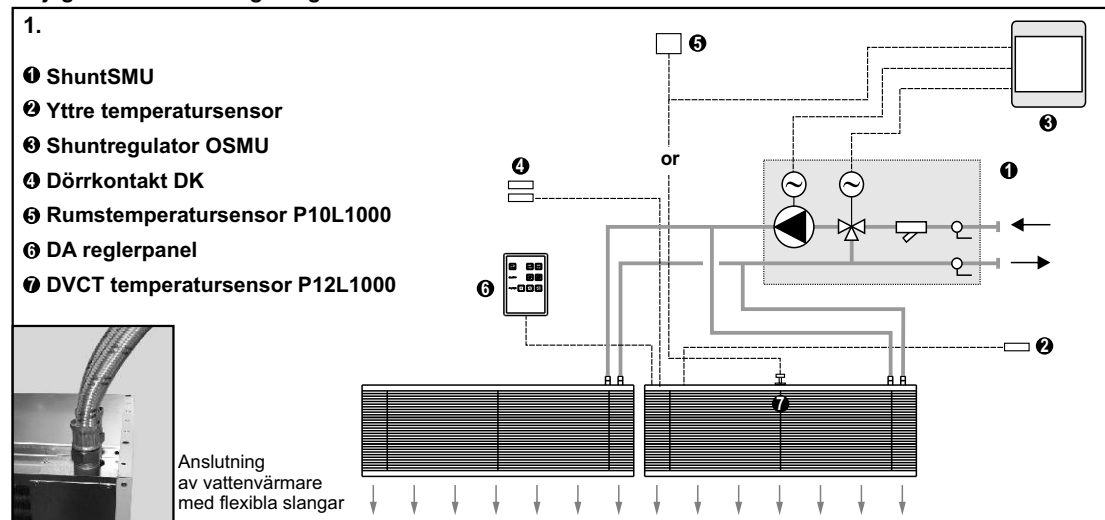 1.
❶ ShuntSMU
❷ Yttre temperatursensor
❸ Shuntregulator OSMU
❹ Dörrkontakt DK
❺ Rumstemperatursensor P10L1000
❻ DA reglerpanel
❼ DVCT temperatursensor P12L1000
❺
❸
or
❹
❶
❻
❷
❼
Anslutning
av vattenvärmare
med flexibla slangar